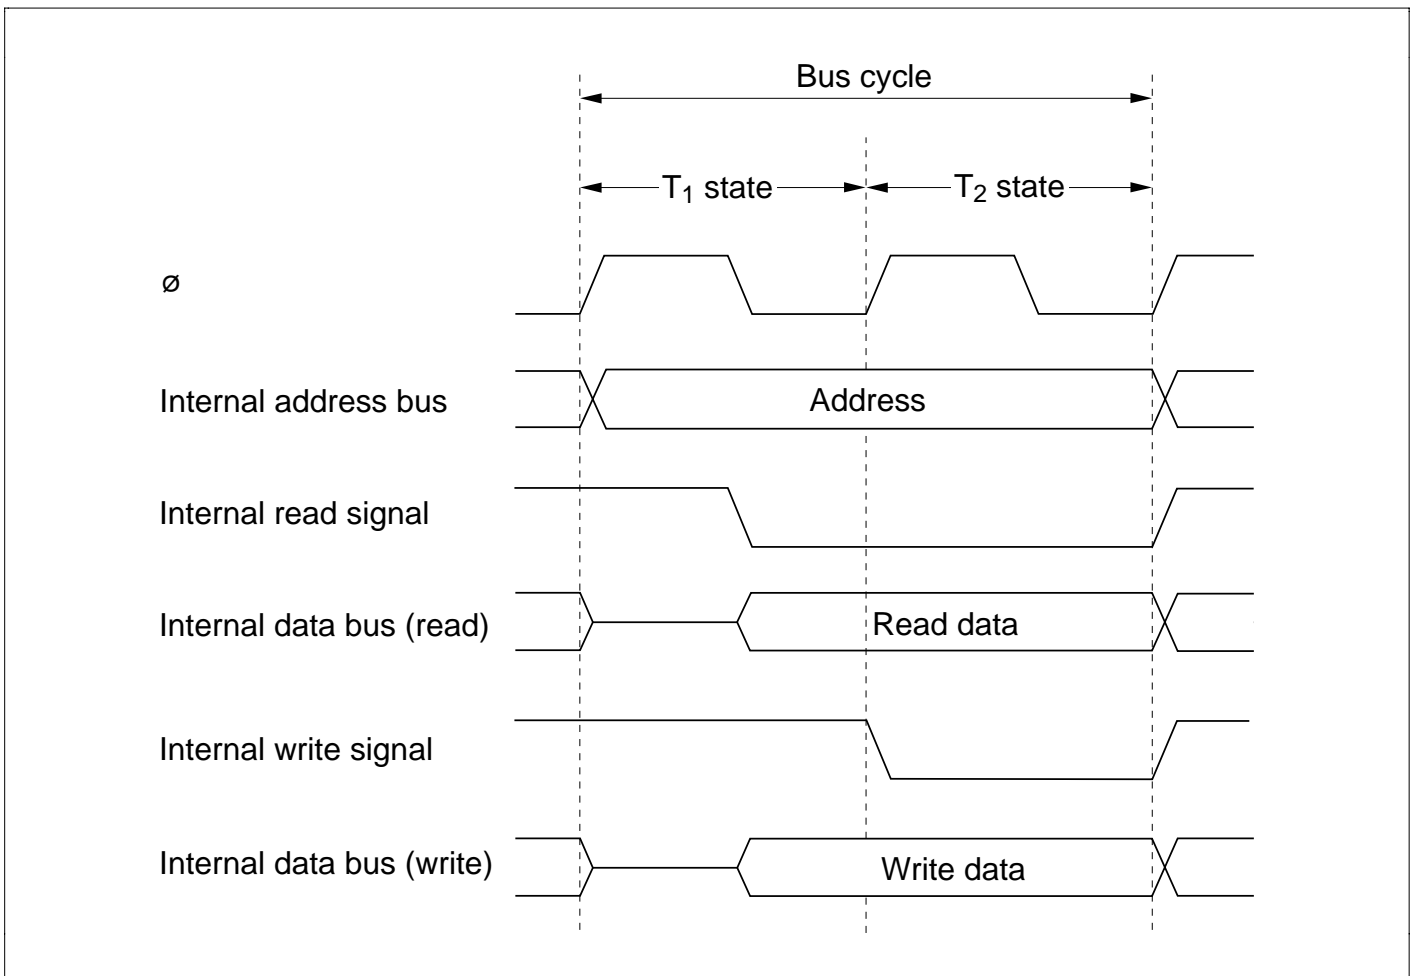 Bus cycle
T1 state
T2 state
ø
Internal address bus
Address
Internal read signal
Internal data bus (read)
Read data
Internal write signal
Internal data bus (write)
Write data